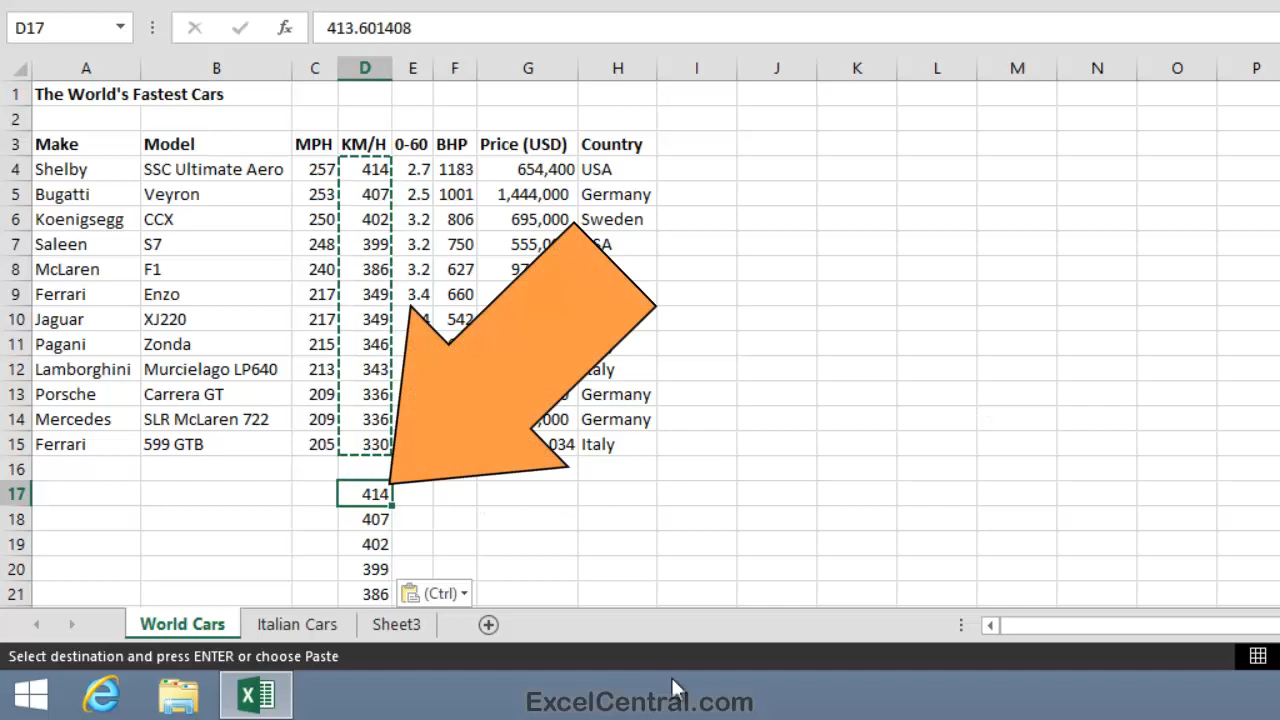 D17 fx 413.601408
A B C D E F G H I J K L M N O P
1 The World's Fastest Cars
2
3 Make Model MPH KM/H 0-60 BHP Price (USD) Country
4 Shelby SSC Ultimate Aero 257 414 2.7 1183 654,400 USA
5 Bugatti Veyron 253 407 2.5 1001 1,444,000 Germany
6 Koenigsegg CCX 250 402 3.2 806 695,000 Sweden
7 Saleen S7 248 399 3.2 750
8 McLaren F1 240 386 3.2 627
9 Ferrari Enzo 217 349 3.4 660
10 Jaguar XJ220 217 349 542
11 Pagani Zonda 215 346
12 Lamborghini Murcielago LP640 213 343
13 Porsche Carrera GT 209 336 Germany
14 Mercedes SLR McLaren 722 209 336 Germany
15 Ferrari 599 GTB 205 330 Italy
16
17 414
18 407
19 402
20 399
21 386 (Ctrl)
World Cars Italian Cars Sheet3
Select destination and press ENTER or choose Paste
ExcelCentral.com